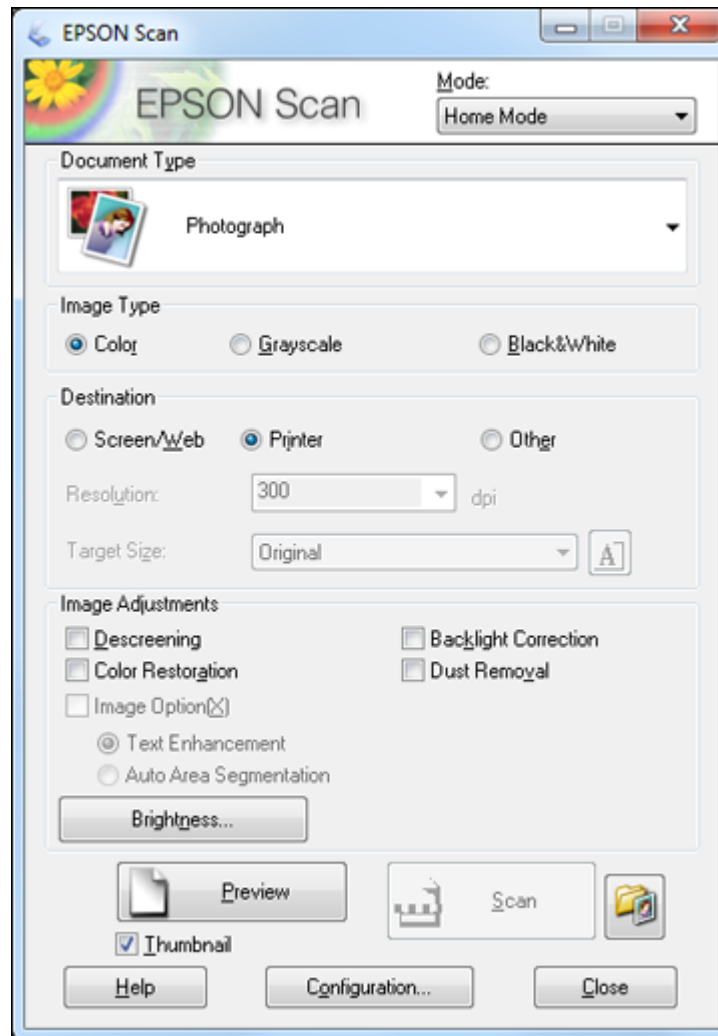 EPSON Scan
EPSON Scan
Mode:
Home Mode
Document Type
Photograph
Image Type
Color Grayscale Black&White
Destination
Screen/Web Printer Other
Resolution: 300 dpi
Target Size: Original A
Image Adjustments
Descreening Backlight Correction
Color Restoration Dust Removal
Image Option(X)
Text Enhancement
Auto Area Segmentation
Brightness...
Preview Scan
Thumbnail
Help Configuration... Close